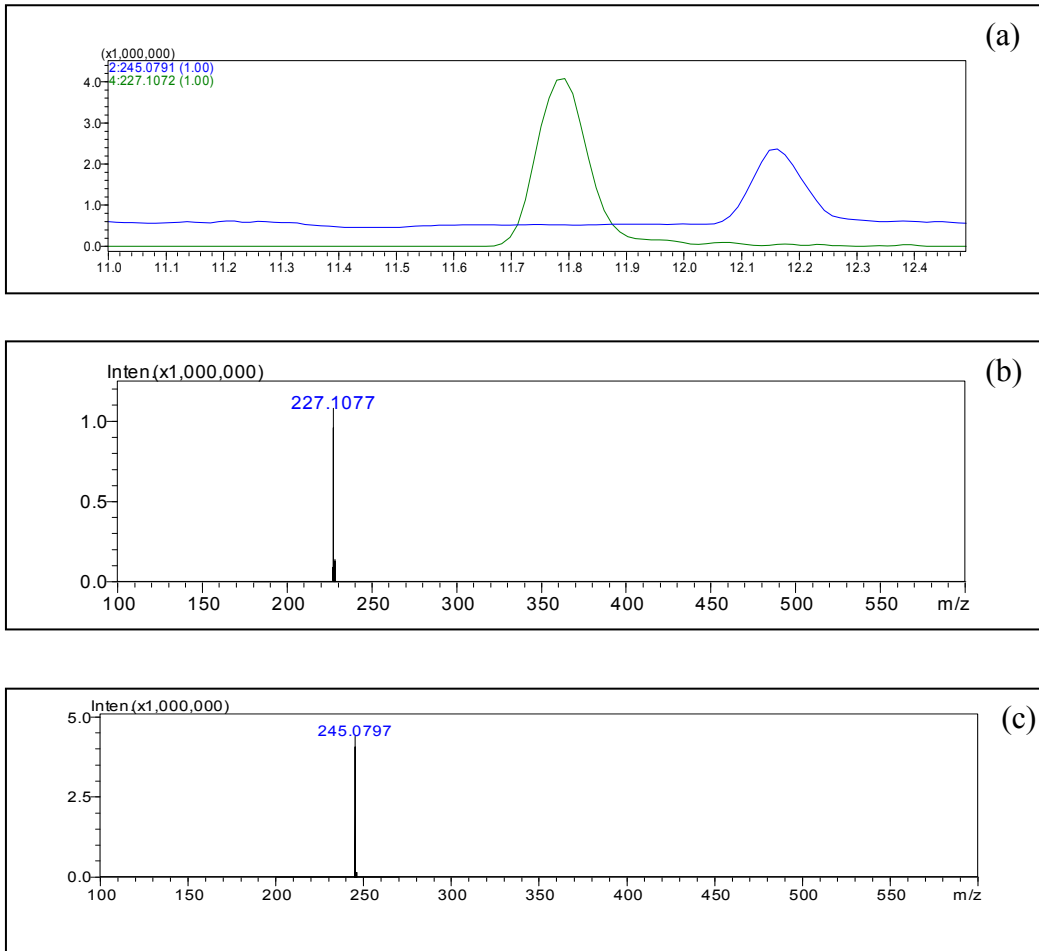 (a)
(x1,000,000)
2:245.0791 (1.00)
4:227.1072 (1.00)
4.0
3.0
2.0
1.0
0.0
11.0 11.1 11.2 11.3 11.4 11.5 11.6 11.7 11.8 11.9 12.0 12.1 12.2 12.3 12.4
(b)
Inten.(x1,000,000)
227.1077
1.0
0.5
0.0
100 150 200 250 300 350 400 450 500 550 m/z
(c)
Inten.(x1,000,000)
5.0
245.0797
2.5
0.0
100 150 200 250 300 350 400 450 500 550 m/z